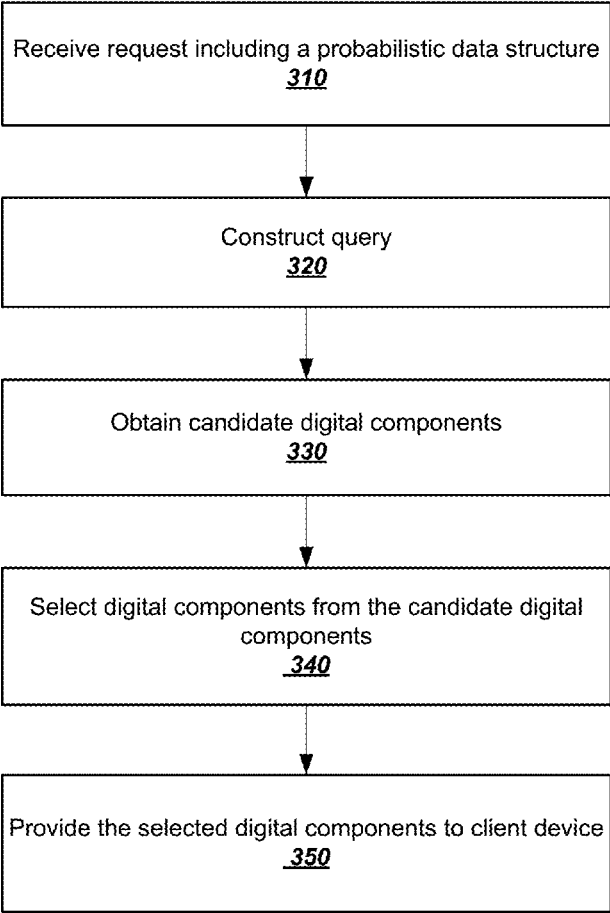 Receive request including a probabilistic data structure
310
Construct query
320
Obtain candidate digital components
330
Select digital components from the candidate digital
components
340
Provide the selected digital components to client device
350